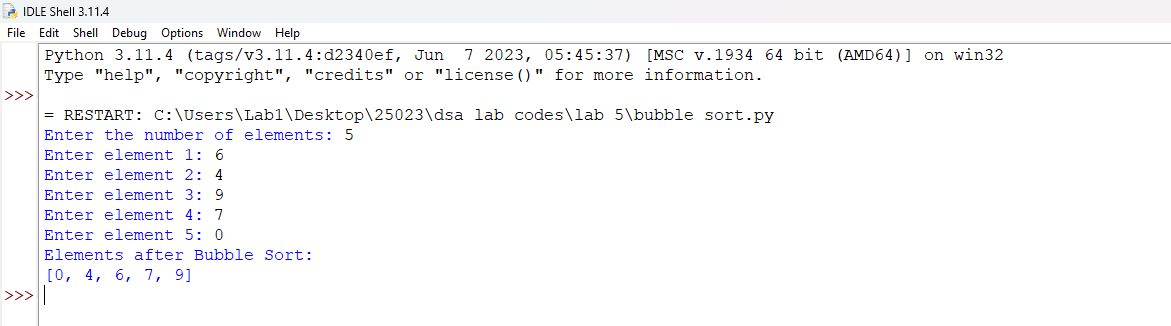 IDLE Shell 3.11.4
File Edit Shell Debug Options Window Help
Python 3.11.4 (tags/v3.11.4:d2340ef, Jun  7 2023, 05:45:37) [MSC v.1934 64 bit (AMD64)] on win32
Type "help", "copyright", "credits" or "license()" for more information.
>>>
= RESTART: C:\Users\Lab1\Desktop\25023\dsa lab codes\lab 5\bubble sort.py
Enter the number of elements: 5
Enter element 1: 6
Enter element 2: 4
Enter element 3: 9
Enter element 4: 7
Enter element 5: 0
Elements after Bubble Sort:
[0, 4, 6, 7, 9]
>>>